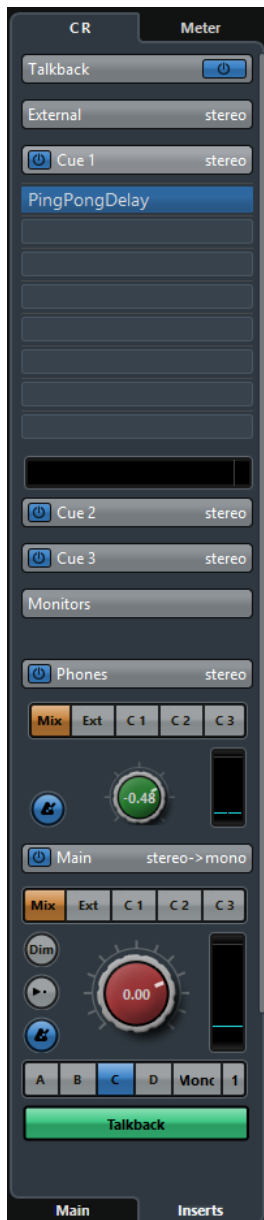 CR Meter
Talkback
External stereo
Cue 1 stereo
PingPongDelay
Cue 2 stereo
Cue 3 stereo
Monitors
Phones stereo
Mix Ext C 1 C 2 C 3
-0.48
Main stereo->mono
Mix Ext C 1 C 2 C 3
Dim
0.00
A B C D Monc 1
Talkback
Main Inserts